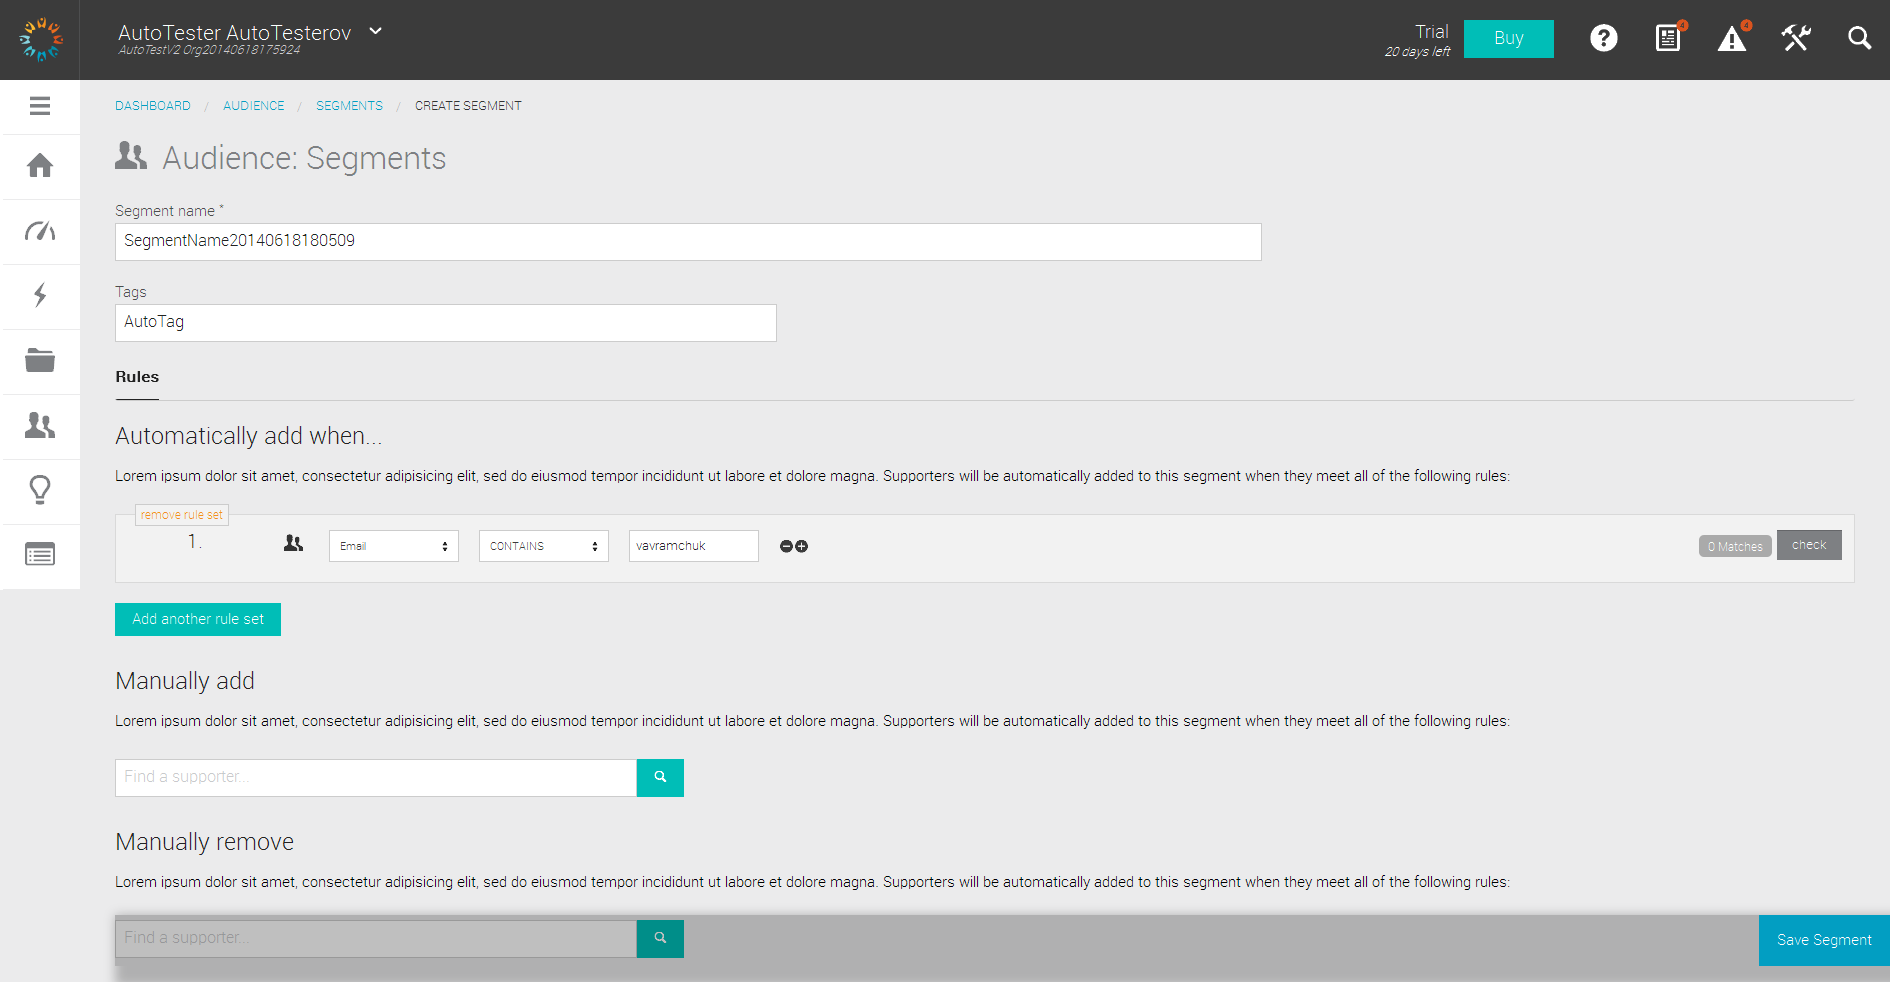 AutoTester AutoTesterov
AutoTestV2 Org20140618175924
Trial
20 days left
Buy
4
4
DASHBOARD / AUDIENCE / SEGMENTS / CREATE SEGMENT
Audience: Segments
Segment name *
SegmentName20140618180509
Tags
AutoTag
Rules
Automatically add when...
Lorem ipsum dolor sit amet, consectetur adipisicing elit, sed do eiusmod tempor incididunt ut labore et dolore magna. Supporters will be automatically added to this segment when they meet all of the following rules:
remove rule set
1. Email CONTAINS vavramchuk 0 Matches check
Add another rule set
Manually add
Lorem ipsum dolor sit amet, consectetur adipisicing elit, sed do eiusmod tempor incididunt ut labore et dolore magna. Supporters will be automatically added to this segment when they meet all of the following rules:
Find a supporter...
Manually remove
Lorem ipsum dolor sit amet, consectetur adipisicing elit, sed do eiusmod tempor incididunt ut labore et dolore magna. Supporters will be automatically added to this segment when they meet all of the following rules:
Find a supporter...
Save Segment